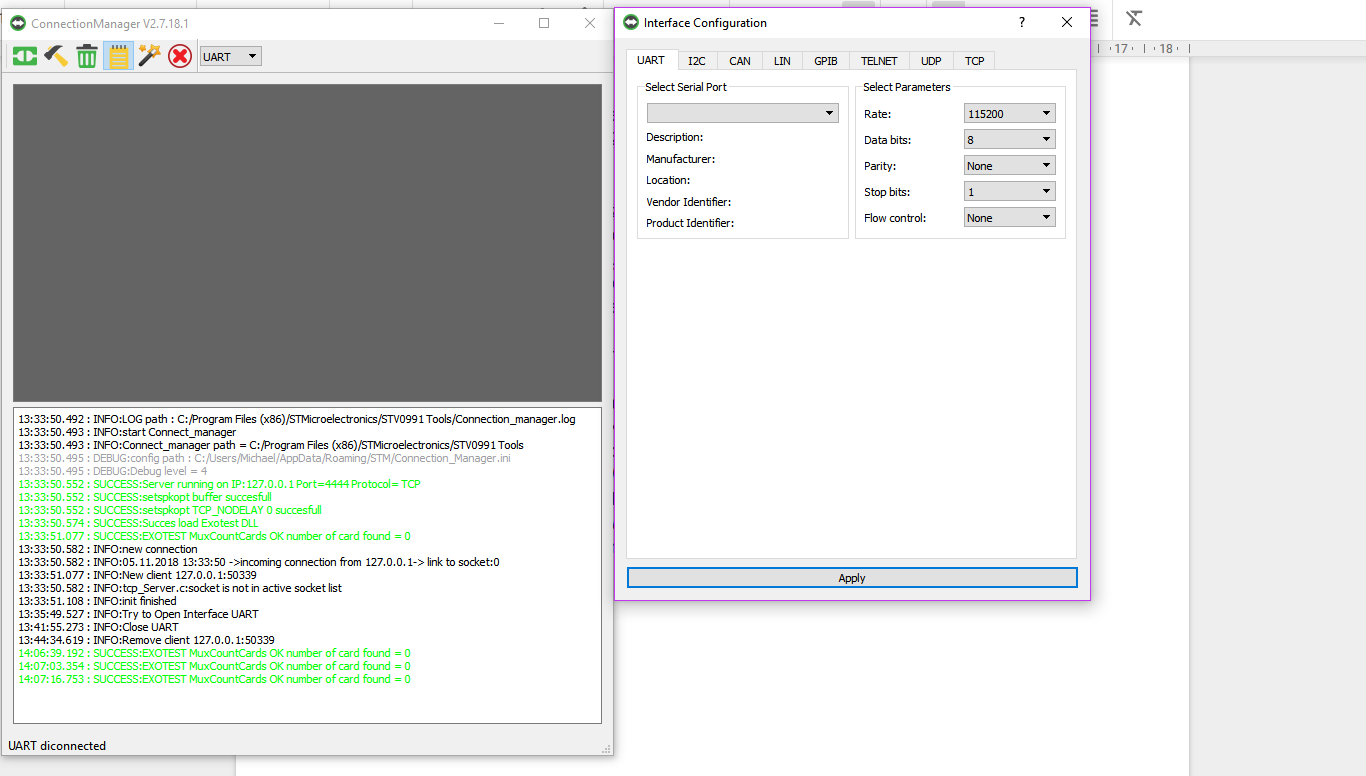 ConnectionManager V2.7.18.1
UART
13:33:50.492 : INFO:LOG path : C:/Program Files (x86)/STMicroelectronics/STV0991 Tools/Connection_manager.log
13:33:50.493 : INFO:start Connect_manager
13:33:50.493 : INFO:Connect_manager path = C:/Program Files (x86)/STMicroelectronics/STV0991 Tools
13:33:50.495 : DEBUG:config path : C:/Users/Michael/AppData/Roaming/STM/Connection_Manager.ini
13:33:50.495 : DEBUG:Debug level = 4
13:33:50.552 : SUCCESS:Server running on IP:127.0.0.1 Port=4444 Protocol= TCP
13:33:50.552 : SUCCESS:setspkopt buffer succesfull
13:33:50.552 : SUCCESS:setspkopt TCP_NODELAY 0 succesfull
13:33:50.574 : SUCCESS:Succes load Exotest DLL
13:33:51.077 : SUCCESS:EXOTEST MuxCountCards OK number of card found = 0
13:33:50.582 : INFO:new connection
13:33:50.582 : INFO:05.11.2018 13:33:50 ->incoming connection from 127.0.0.1-> link to socket:0
13:33:51.077 : INFO:New client 127.0.0.1:50339
13:33:50.582 : INFO:tcp_Server.c:socket is not in active socket list
13:33:51.108 : INFO:init finished
13:35:49.527 : INFO:Try to Open Interface UART
13:41:55.273 : INFO:Close UART
13:44:34.619 : INFO:Remove client 127.0.0.1:50339
14:06:39.192 : SUCCESS:EXOTEST MuxCountCards OK number of card found = 0
14:07:03.354 : SUCCESS:EXOTEST MuxCountCards OK number of card found = 0
14:07:16.753 : SUCCESS:EXOTEST MuxCountCards OK number of card found = 0
UART diconnected
Interface Configuration
?
UART I2C CAN LIN GPIB TELNET UDP TCP
Select Serial Port
Description:
Manufacturer:
Location:
Vendor Identifier:
Product Identifier:
Select Parameters
Rate: 115200
Data bits: 8
Parity: None
Stop bits: 1
Flow control: None
Apply
17 18